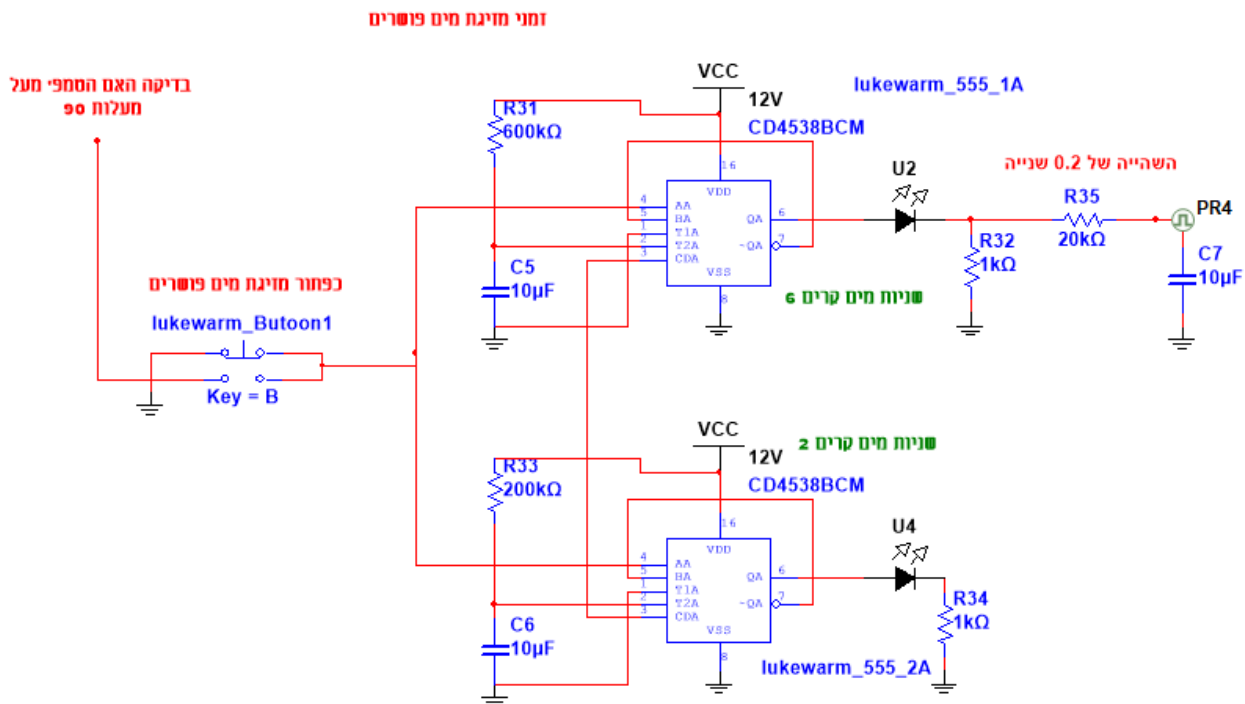 זמני מזיגת מים פושרים
בדיקה האם הטמפ' מעל
מעלות 90
VCC
12V
lukewarm_555_1A
CD4538BCM
R31
600kΩ
16
VDD
4 AA
5 BA
1 T1A
2 T2A
3 CDA
QA 6
~QA 7
VSS
8
U2
השהייה של 0.2 שנייה
R35
20kΩ
PR4
R32
1kΩ
C7
10µF
C5
10µF
שניות מים קרים 6
כפתור מזיגת מים פושרים
lukewarm_Butoon1
Key = B
VCC
12V
שניות מים קרים 2
CD4538BCM
R33
200kΩ
16
VDD
4 AA
5 BA
1 T1A
2 T2A
3 CDA
QA 6
~QA 7
VSS
8
U4
R34
1kΩ
C6
10µF
lukewarm_555_2A